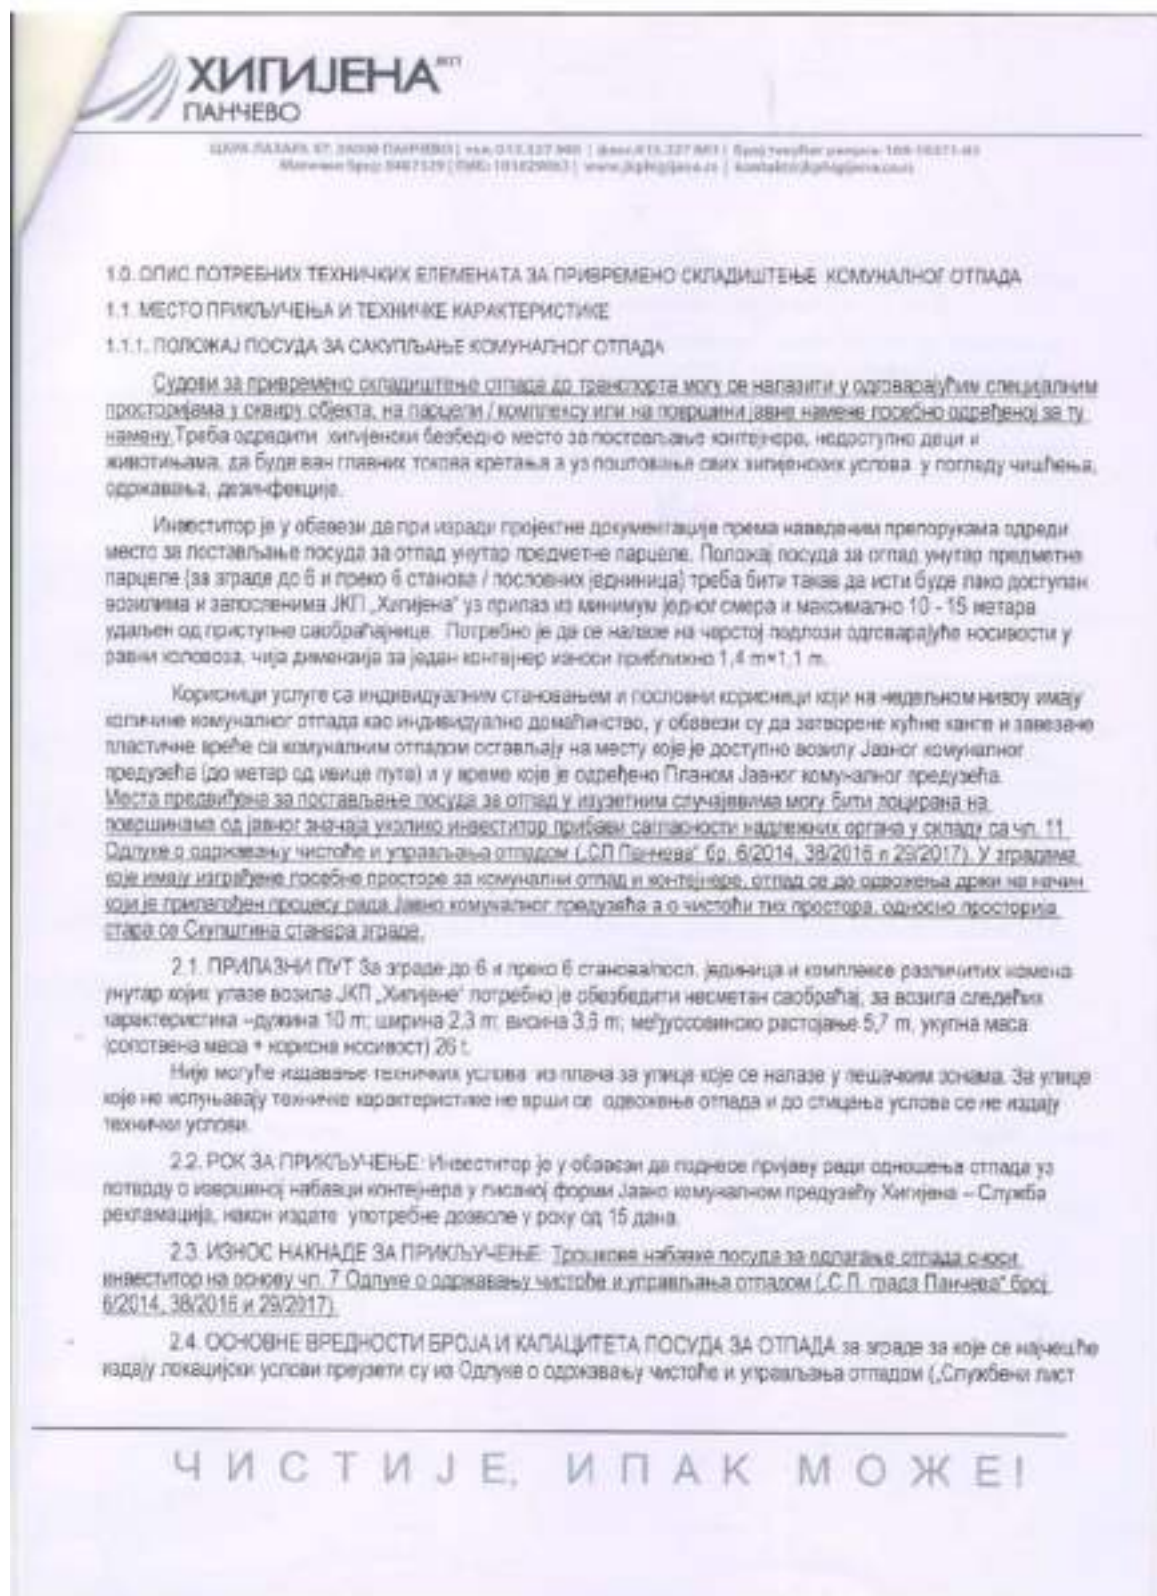 ХИГИЈЕНА ЈКП
ПАНЧЕВО
ЦАРА ЛАЗАРА 57, 26000 ПАНЧЕВО |
Матични број: | ПИБ: | www.jkphigijena.rs |
1.0. ОПИС ПОТРЕБНИХ ТЕХНИЧКИХ ЕЛЕМЕНАТА ЗА ПРИВРЕМЕНО СКЛАДИШТЕЊЕ КОМУНАЛНОГ ОТПАДА
1.1. МЕСТО ПРИКЉУЧЕЊА И ТЕХНИЧКЕ КАРАКТЕРИСТИКЕ
1.1.1. ПОЛОЖАЈ ПОСУДА ЗА САКУПЉАЊЕ КОМУНАЛНОГ ОТПАДА
Судови за привремено складиштење отпада до транспорта могу се налазити у одговарајућим специјалним
просторијама у оквиру објекта, на парцели / комплексу или на површини јавне намене посебно одређеној за ту
намену.Треба одредити хигијенски безбедно место за постављање контејнера, недоступно деци и
животињама, да буде ван главних токова кретања а уз поштовање свих хигијенских услова у погледу чишћења,
одржавања, дезинфекције.
Инвеститор је у обавези да при изради пројектне документације према наведеним препорукама одреди
место за постављање посуда за отпад унутар предметне парцеле. Положај посуда за отпад унутар предметне
парцеле (за зграде до 6 и преко 6 станова / пословних једниница) треба бити такав да исти буде лако доступан
возилима и запосленима ЈКП „Хигијена“ уз прилаз из минимум једног смера и максимално 10 - 15 метара
удаљен од приступне саобраћајнице. Потребно је да се налазе на чврстој подлози одговарајуће носивости у
равни коловоза, чија димензија за један контејнер износи приближно 1,4 m×1,1 m.
Корисници услуге са индивидуалним становањем и пословни корисници који на недељном нивоу имају
количине комуналног отпада као индивидуално домаћинство, у обавези су да затворене кућне канте и завезане
пластичне вреће са комуналним отпадом остављају на месту које је доступно возилу Јавног комуналног
предузећа (до метар од ивице пута) и у време које је одређено Планом Јавног комуналног предузећа.
Места предвиђена за постављање посуда за отпад у изузетним случајевима могу бити лоцирана на
површинама од јавног значаја уколико инвеститор прибави сагласности надлежних органа у складу са чл. 11
Одлуке о одржавању чистоће и управљања отпадом („СЛ Панчева“ бр. 6/2014, 38/2016 и 29/2017). У зградама
које имају изграђене посебне просторе за комунални отпад и контејнере, отпад се до одвожења држи на начин
који је прилагођен процесу рада Јавно комуналног предузећа а о чистоћи тих простора, односно просторија
стара се Скупштина станара зграде.
2.1. ПРИЛАЗНИ ПУТ За зграде до 6 и преко 6 станова/посл. јединица и комплексе различитих намена
унутар којих улазе возила ЈКП „Хигијене“ потребно је обезбедити несметан саобраћај, за возила следећих
карактеристика –дужина 10 m; ширина 2,3 m; висина 3,6 m; међуосовинско растојање 5,7 m, укупна маса
(сопствена маса + корисна носивост) 26 t.
Није могуће издавање техничких услова из плана за улице које се налазе у пешачким зонама. За улице
које не испуњавају техничке карактеристике не врши се одвожење отпада и до стицања услова се не издају
технички услови.
2.2. РОК ЗА ПРИКЉУЧЕЊЕ: Инвеститор је у обавези да поднесе пријаву ради одношења отпада уз
потврду о извршеној набавци контејнера у писаној форми Јавно комуналном предузећу Хигијена – Служба
рекламација, након издате употребне дозволе у року од 15 дана.
2.3. ИЗНОС НАКНАДЕ ЗА ПРИКЉУЧЕЊЕ: Трошкове набавке посуда за одлагање отпада сноси
инвеститор на основу чл. 7 Одлуке о одржавању чистоће и управљања отпадом („С.Л. града Панчева“ број
6/2014, 38/2016 и 29/2017).
2.4. ОСНОВНЕ ВРЕДНОСТИ БРОЈА И КАПАЦИТЕТА ПОСУДА ЗА ОТПАДА за зграде за које се најчешће
издају локацијски услови преузети су из Одлуке о одржавању чистоће и управљања отпадом („Службени лист
ЧИСТИЈЕ, ИПАК МОЖЕ!